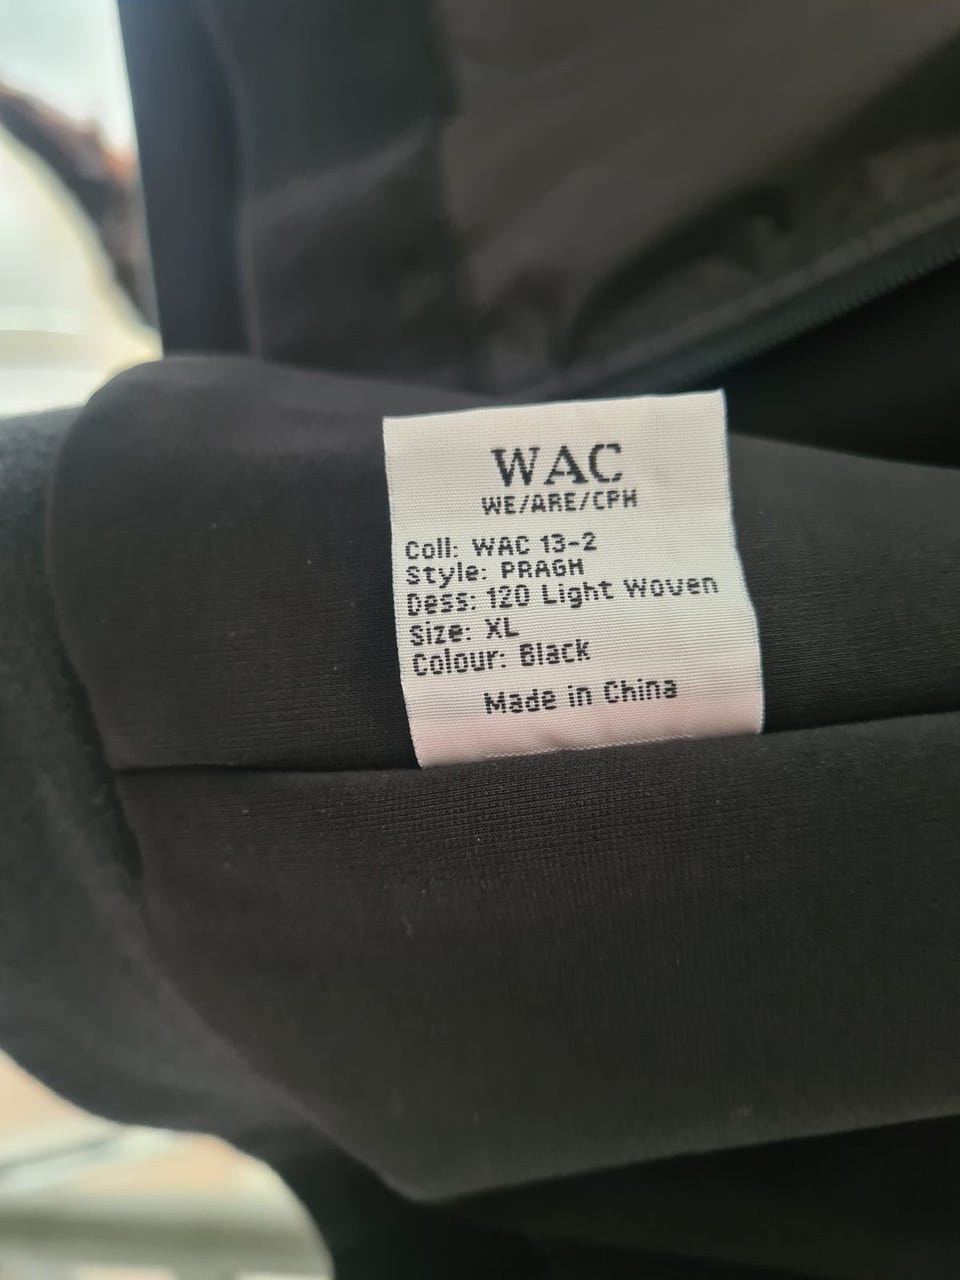 WAC
WE/ARE/CPH
Coll: WAC 13-2
Style: PRAGH
Dess: 120 Light Woven
Size: XL
Colour: Black
Made in China